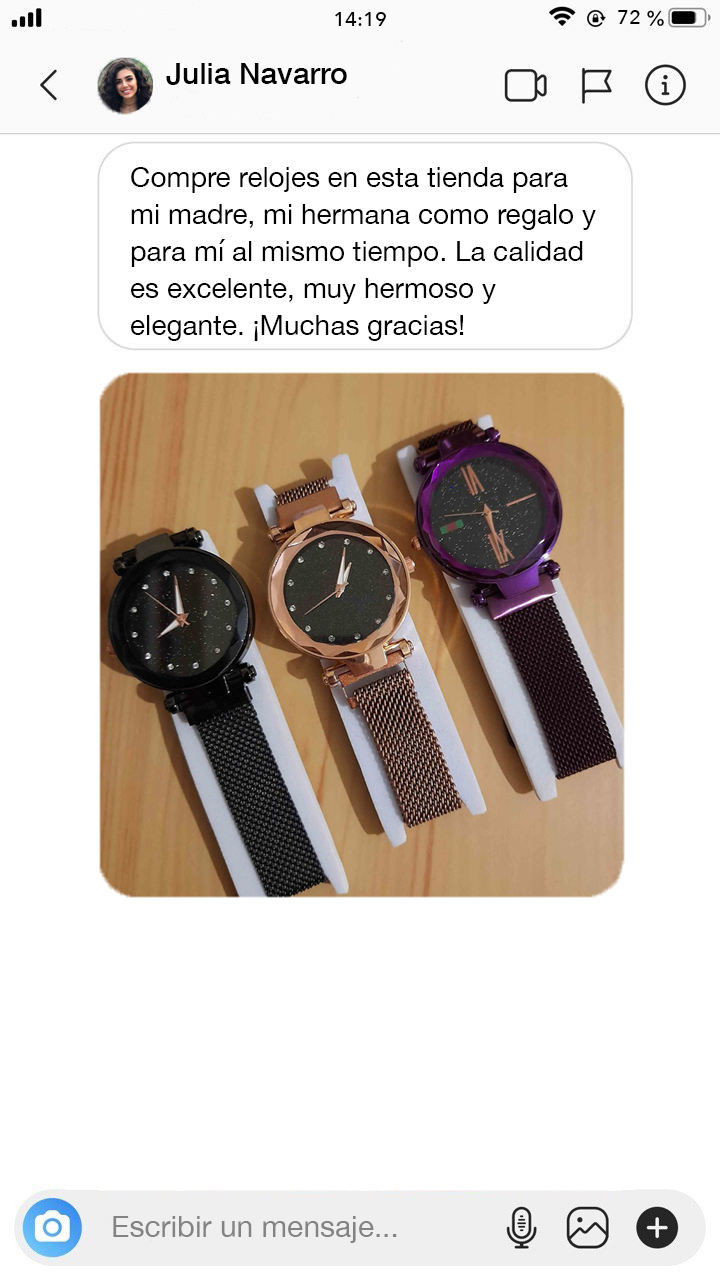 14:19
72 %
Julia Navarro
Compre relojes en esta tienda para
mi madre, mi hermana como regalo y
para mí al mismo tiempo. La calidad
es excelente, muy hermoso y
elegante. ¡Muchas gracias!
Escribir un mensaje...